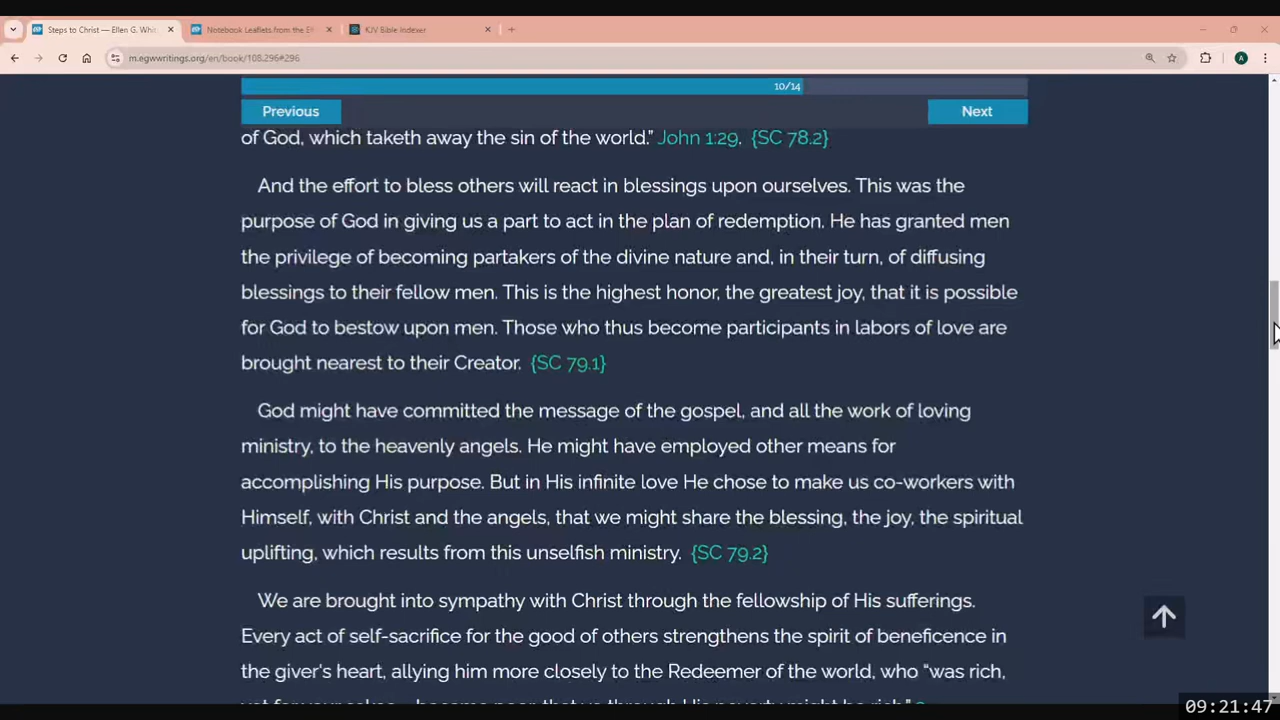 Steps to Christ — Ellen G. Whi
Notebook Leaflets from the El
KJV Bible Indexer
m.egwwritings.org/en/book/108.296#296
A
10/14
Previous
Next
of God, which taketh away the sin of the world.” John 1:29. {SC 78.2}
And the effort to bless others will react in blessings upon ourselves. This was the
purpose of God in giving us a part to act in the plan of redemption. He has granted men
the privilege of becoming partakers of the divine nature and, in their turn, of diffusing
blessings to their fellow men. This is the highest honor, the greatest joy, that it is possible
for God to bestow upon men. Those who thus become participants in labors of love are
brought nearest to their Creator. {SC 79.1}
God might have committed the message of the gospel, and all the work of loving
ministry, to the heavenly angels. He might have employed other means for
accomplishing His purpose. But in His infinite love He chose to make us co-workers with
Himself, with Christ and the angels, that we might share the blessing, the joy, the spiritual
uplifting, which results from this unselfish ministry. {SC 79.2}
We are brought into sympathy with Christ through the fellowship of His sufferings.
Every act of self-sacrifice for the good of others strengthens the spirit of beneficence in
the giver's heart, allying him more closely to the Redeemer of the world, who “was rich,
09:21:47